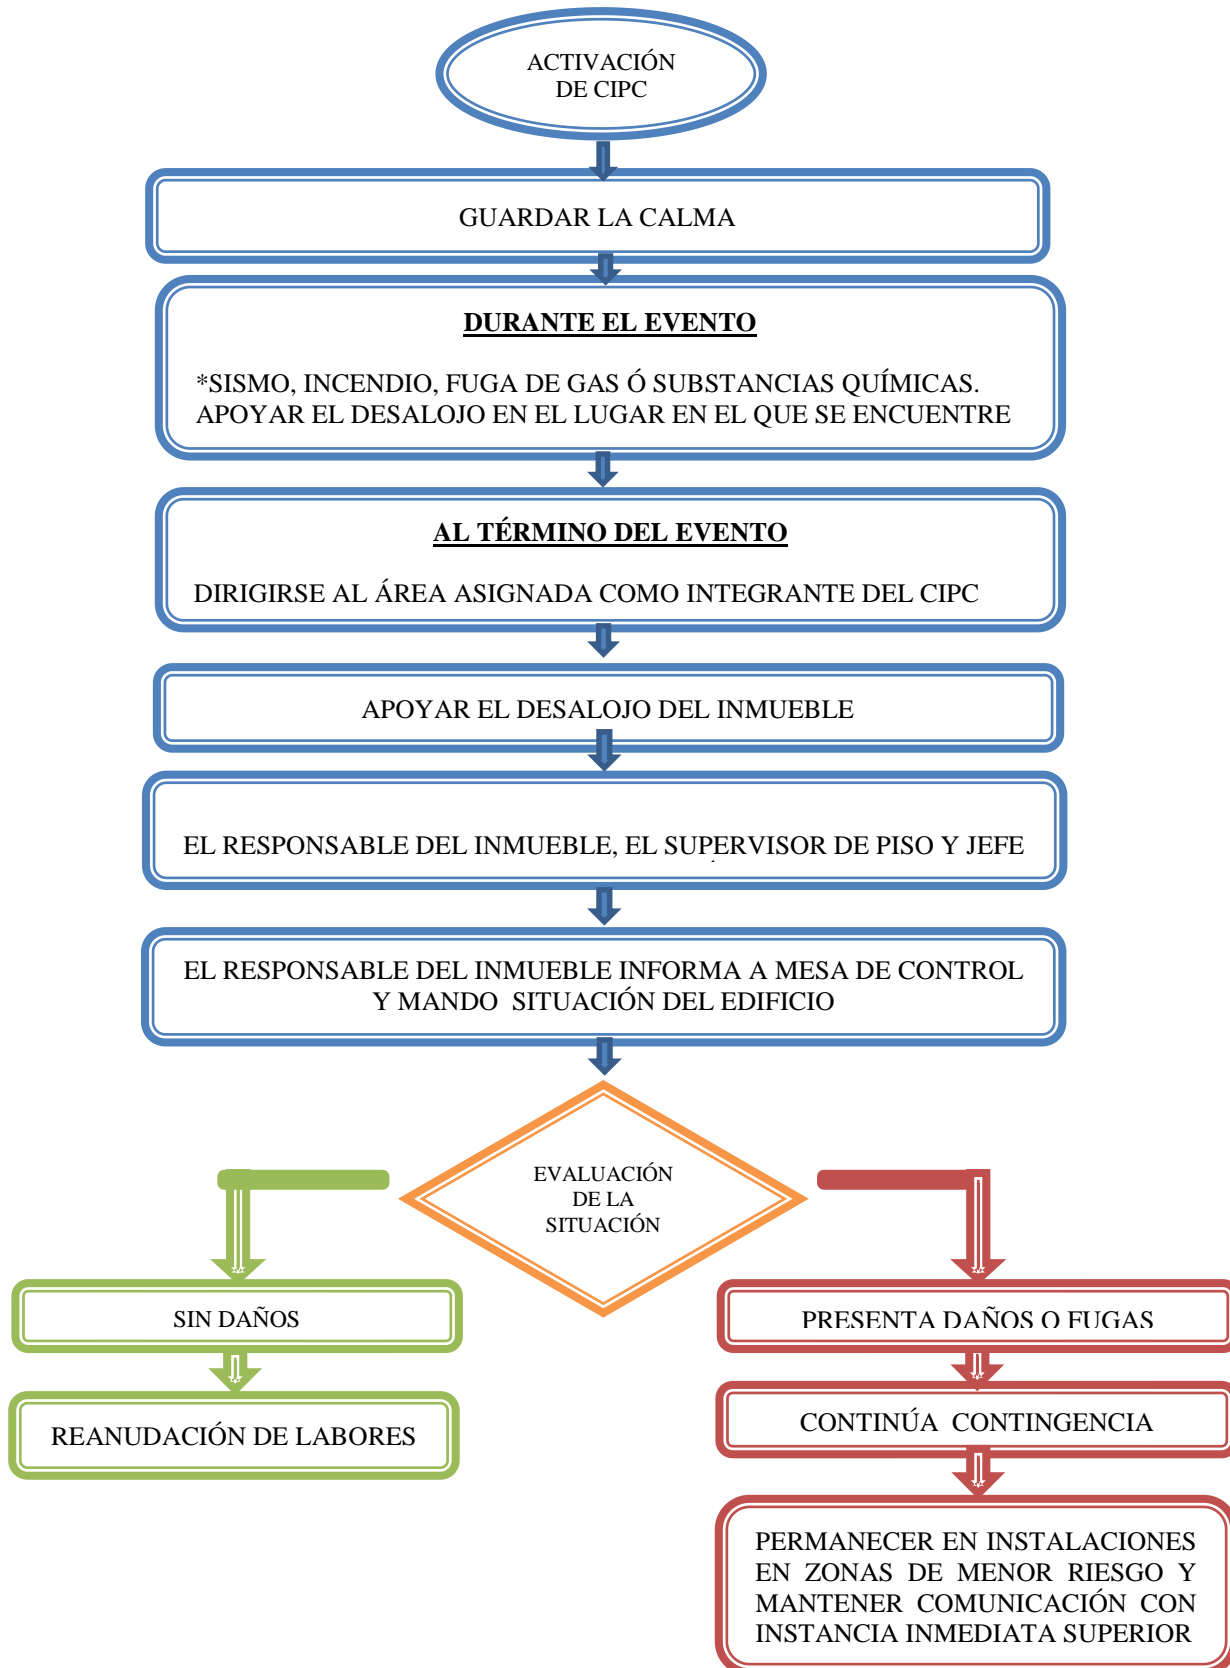 ACTIVACIÓN
DE CIPC
GUARDAR LA CALMA
DURANTE EL EVENTO
*SISMO, INCENDIO, FUGA DE GAS Ó SUBSTANCIAS QUÍMICAS.
APOYAR EL DESALOJO EN EL LUGAR EN EL QUE SE ENCUENTRE
AL TÉRMINO DEL EVENTO
DIRIGIRSE AL ÁREA ASIGNADA COMO INTEGRANTE DEL CIPC
APOYAR EL DESALOJO DEL INMUEBLE
EL RESPONSABLE DEL INMUEBLE, EL SUPERVISOR DE PISO Y JEFE
EL RESPONSABLE DEL INMUEBLE INFORMA A MESA DE CONTROL
Y MANDO SITUACIÓN DEL EDIFICIO
EVALUACIÓN
DE LA
SITUACIÓN
SIN DAÑOS
REANUDACIÓN DE LABORES
PRESENTA DAÑOS O FUGAS
CONTINÚA CONTINGENCIA
PERMANECER EN INSTALACIONES
EN ZONAS DE MENOR RIESGO Y
MANTENER COMUNICACIÓN CON
INSTANCIA INMEDIATA SUPERIOR